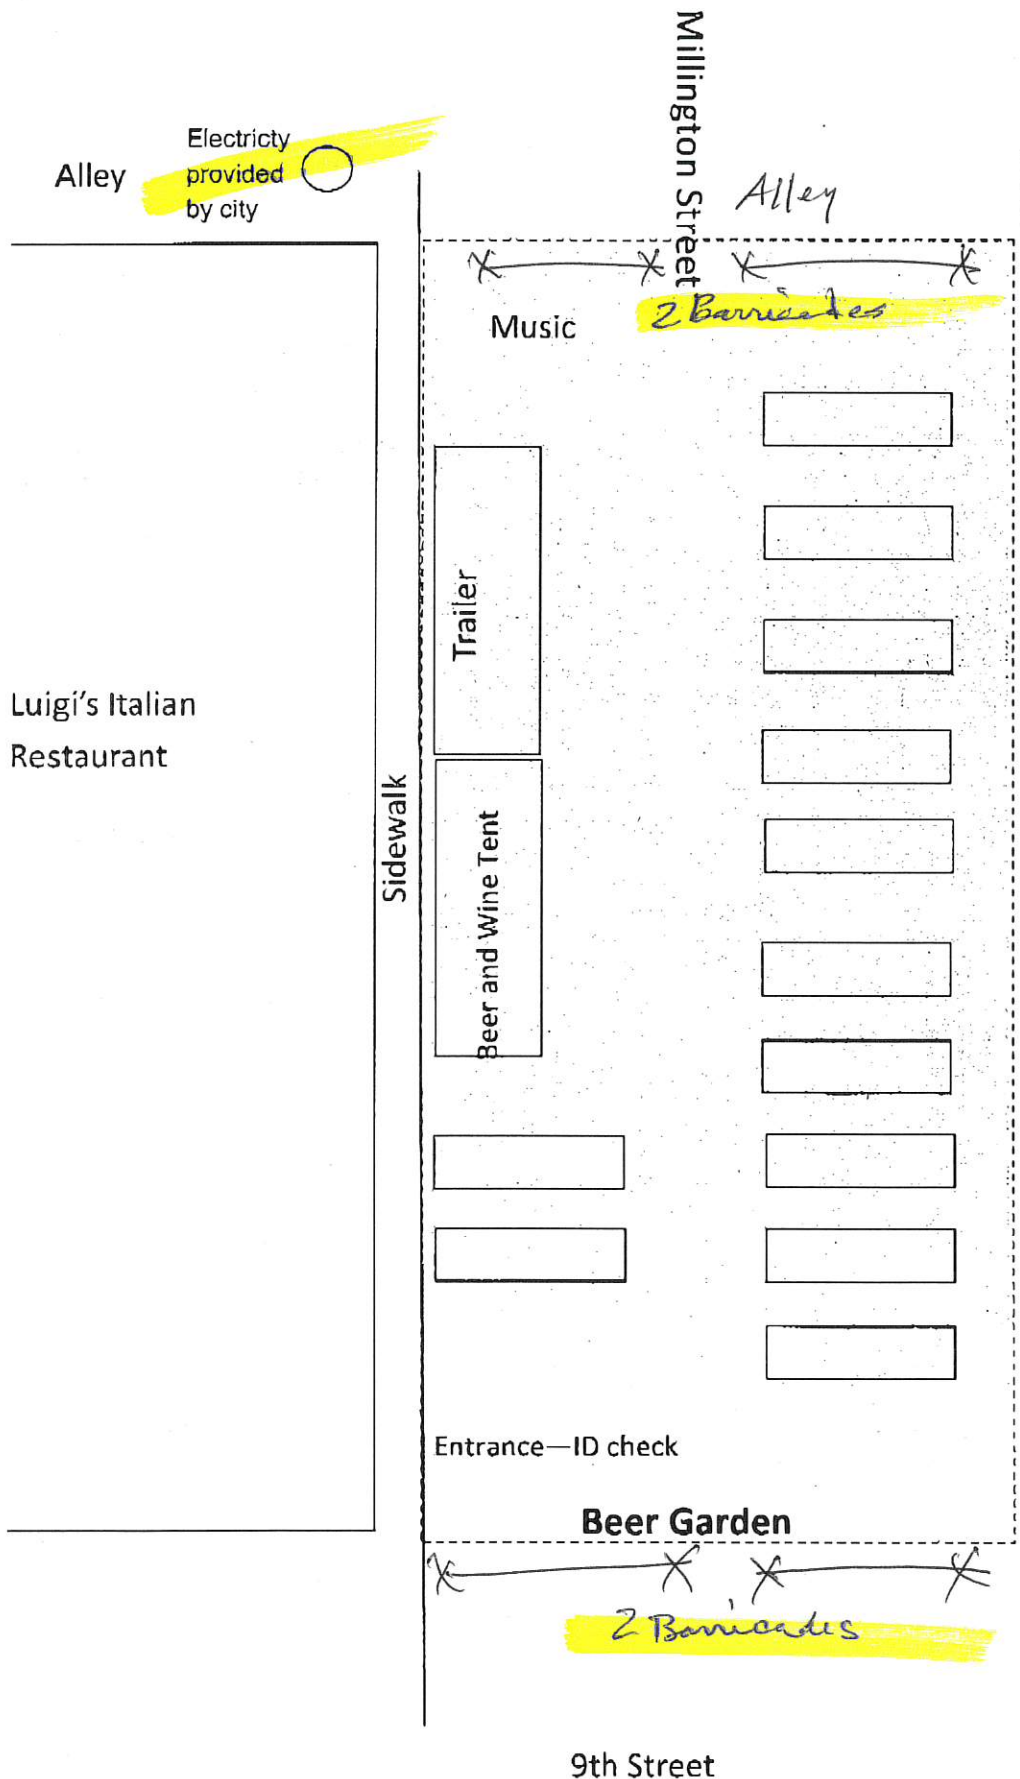 Millington Street
Electricty
provided
by city
Alley
Alley
2 Barricades
Music
Trailer
Luigi's Italian
Restaurant
Sidewalk
Beer and Wine Tent
Entrance—ID check
Beer Garden
2 Barricades
9th Street